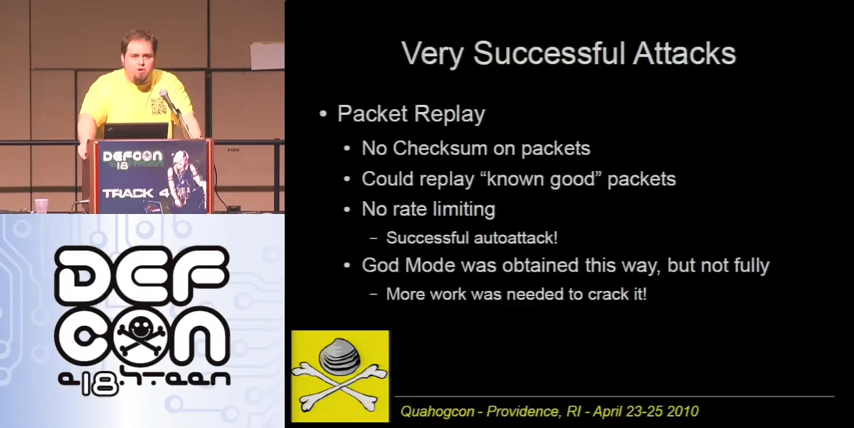 Very Successful Attacks
• Packet Replay
• No Checksum on packets
• Could replay “known good” packets
• No rate limiting
– Successful autoattack!
• God Mode was obtained this way, but not fully
– More work was needed to crack it!
Quahogcon - Providence, RI - April 23-25 2010
DEFCON
18
TRACK 4
DEF
CON
e18hteen